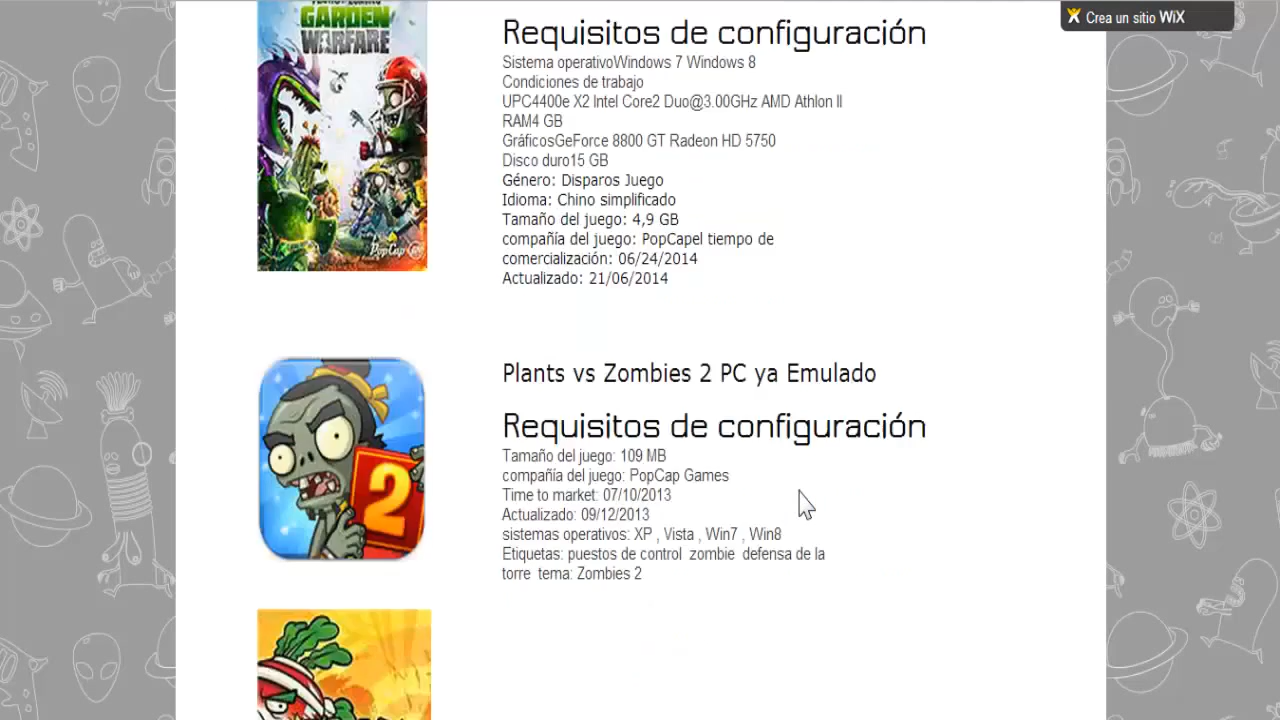 GARDEN
WARFARE
PopCap
Crea un sitio WiX
Requisitos de configuración
Sistema operativoWindows 7 Windows 8
Condiciones de trabajo
UPC4400e X2 Intel Core2 Duo@3.00GHz AMD Athlon II
RAM4 GB
GráficosGeForce 8800 GT Radeon HD 5750
Disco duro15 GB
Género: Disparos Juego
Idioma: Chino simplificado
Tamaño del juego: 4,9 GB
compañía del juego: PopCapel tiempo de
comercialización: 06/24/2014
Actualizado: 21/06/2014
2
Plants vs Zombies 2 PC ya Emulado
Requisitos de configuración
Tamaño del juego: 109 MB
compañía del juego: PopCap Games
Time to market: 07/10/2013
Actualizado: 09/12/2013
sistemas operativos: XP , Vista , Win7 , Win8
Etiquetas: puestos de control zombie defensa de la
torre tema: Zombies 2